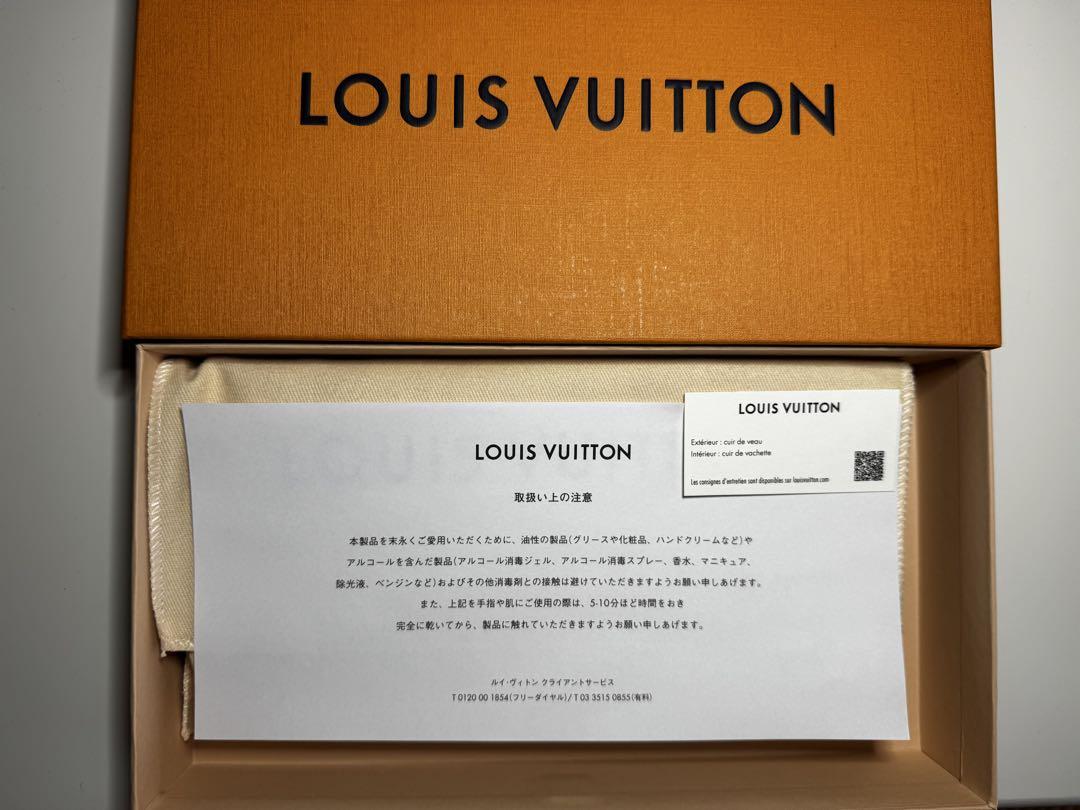 LOUIS VUITTON
LOUIS VUITTON
取扱い上の注意
本製品を末永くご愛用いただくために、油性の製品(グリースや化粧品、ハンドクリームなど)や
アルコールを含んだ製品(アルコール消毒ジェル、アルコール消毒スプレー、香水、マニキュア、
除光液、ベンジンなど)およびその他消毒剤との接触は避けていただきますようお願い申しあげます。
また、上記を手指や肌にご使用の際は、5-10分ほど時間をおき
完全に乾いてから、製品に触れていただきますようお願い申しあげます。
ルイ・ヴィトン クライアントサービス
T 0120 00 1854(フリーダイヤル)/ T 03 3515 0855(有料)
LOUIS VUITTON
Extérieur : cuir de veau
Intérieur : cuir de vachette
Les consignes d'entretien sont disponibles sur louisvuitton.com